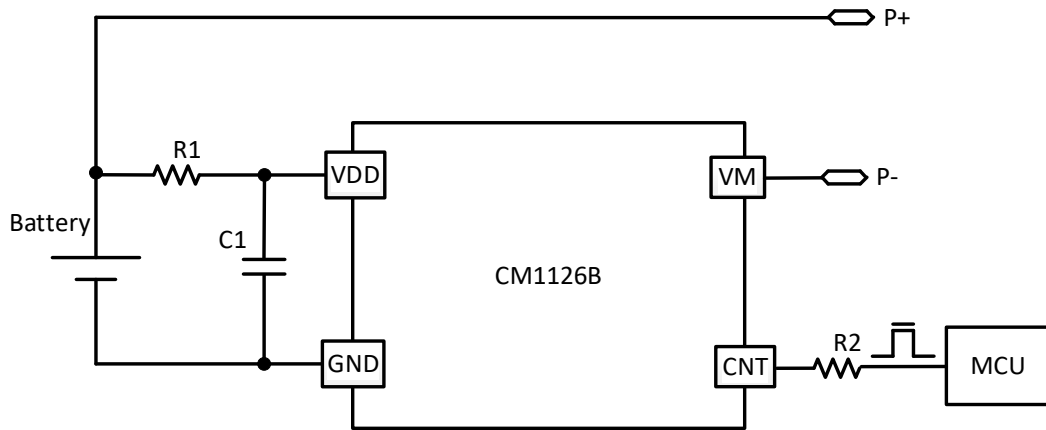 P+
R1
VDD
VM
P-
Battery
C1
CM1126B
GND
CNT
R2
MCU